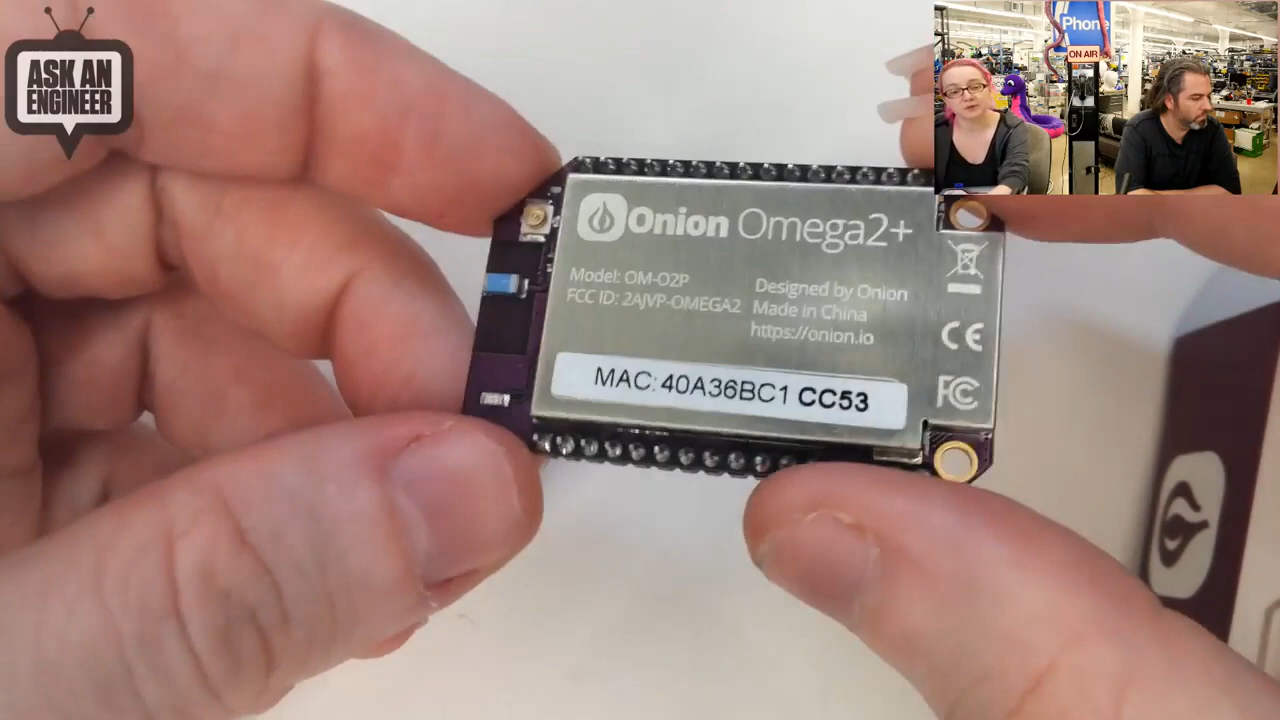 ASK AN
ENGINEER
Phone
ON AIR
Onion Omega2+
Model: OM-O2P
FCC ID: 2AJVP-OMEGA2
Designed by Onion
Made in China
https://onion.io
MAC: 40A36BC1 CC53
CE
FC